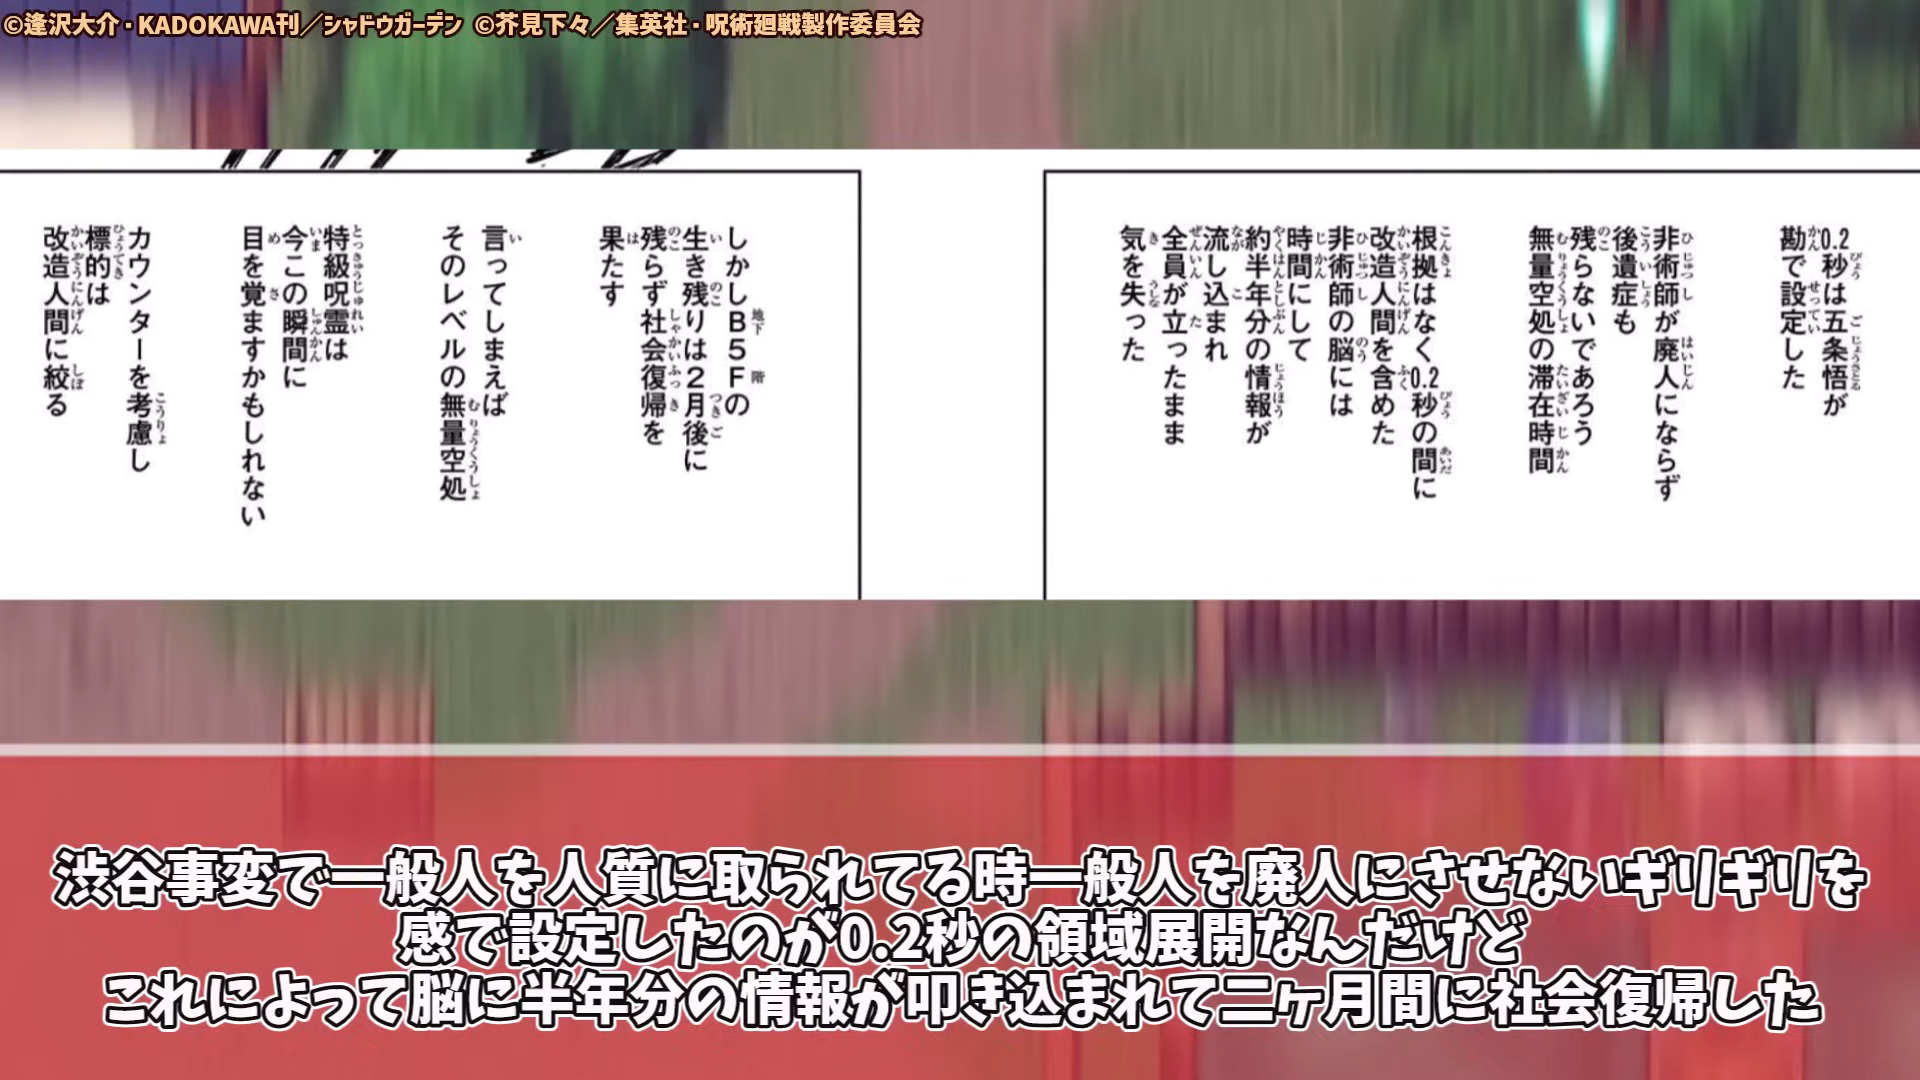 ©逢沢大介・KADOKAWA刊／シャドウガーデン ©芥見下々／集英社・呪術廻戦製作委員会
0.2秒は五条悟が
勘で設定した
非術師が廃人にならず
後遺症も
残らないであろう
無量空処の滞在時間
根拠はなく0.2秒の間に
改造人間を含めた
非術師の脳には
時間にして
約半年分の情報が
流し込まれ
全員が立ったまま
気を失った
しかしB5Fの
生き残りは2月後に
残らず社会復帰を
果たす
言ってしまえば
そのレベルの無量空処
特級呪霊は
今この瞬間に
目を覚ますかもしれない
カウンターを考慮し
標的は
改造人間に絞る
渋谷事変で一般人を人質に取られてる時一般人を廃人にさせないギリギリを
感で設定したのが0.2秒の領域展開なんだけど
これによって脳に半年分の情報が叩き込まれて二ヶ月間に社会復帰した